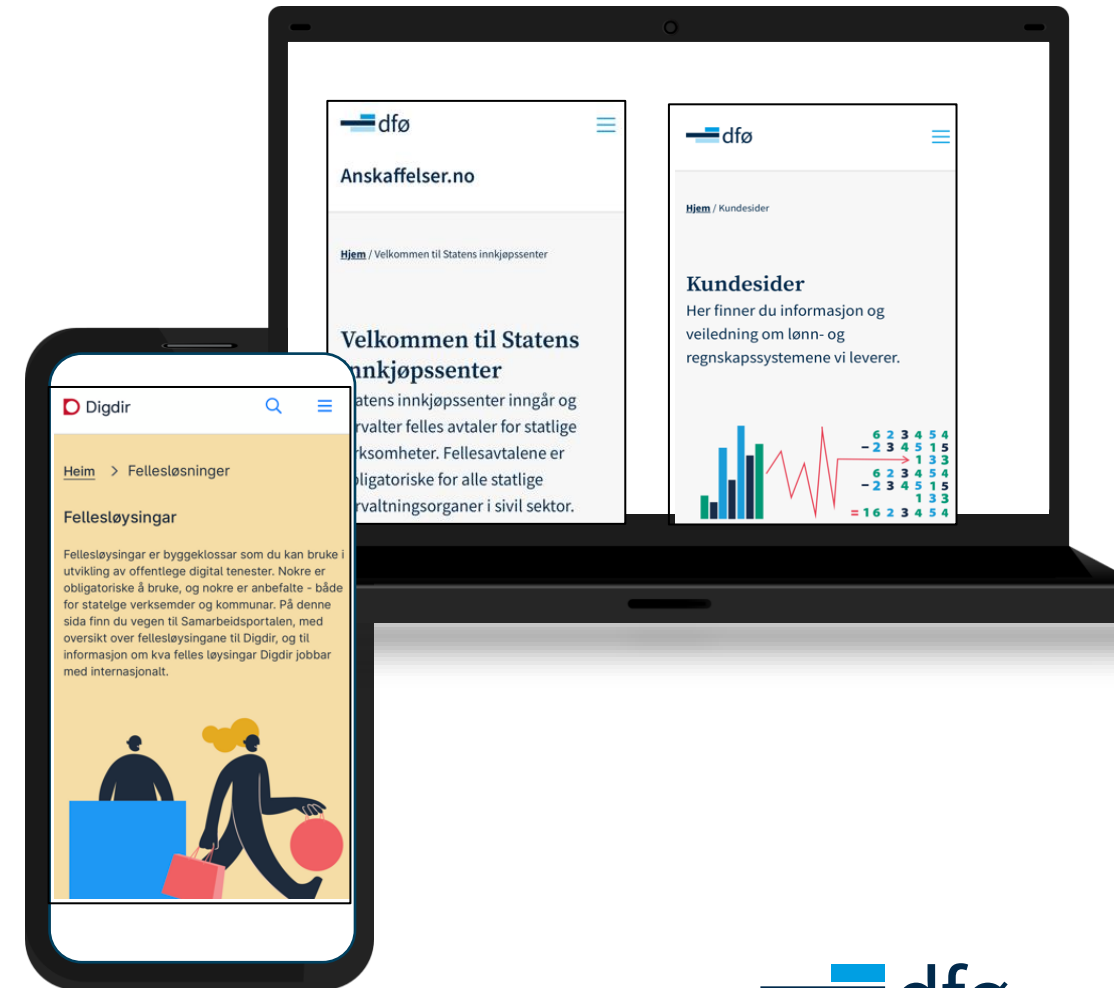 dfø
Anskaffelser.no
Hjem / Velkommen til Statens innkjøpssenter
Velkommen til Statens
nnkjøpssenter
atens innkjøpssenter inngår og
rvalter felles avtaler for statlige
rksomheter. Fellesavtalene er
bligatoriske for alle statlige
rvaltningsorganer i sivil sektor.
dfø
Hjem / Kundesider
Kundesider
Her finner du informasjon og
veiledning om lønn- og
regnskapssystemene vi leverer.
6 2 3 4 5 4
- 2 3 4 5 1 5
1 3 3
6 2 3 4 5 4
- 2 3 4 5 1 5
1 3 3
= 1 6 2 3 4 5 4
Digdir
Heim > Fellesløsninger
Fellesløysingar
Fellesløysingar er byggeklossar som du kan bruke i
utvikling av offentlege digital tenester. Nokre er
obligatoriske å bruke, og nokre er anbefalte - både
for statelge verksemder og kommunar. På denne
sida finn du vegen til Samarbeidsportalen, med
oversikt over fellesløysingane til Digdir, og til
informasjon om kva felles løysingar Digdir jobbar
med internasjonalt.
dfø